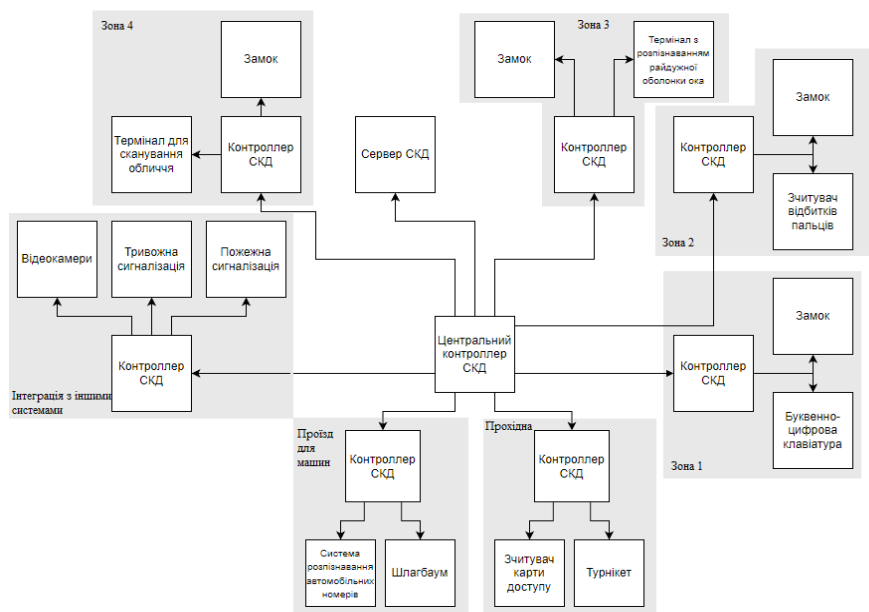 Зона 4
Замок
Термінал для
сканування
обличчя
Контроллер
СКД
Сервер СКД
Зона 3
Замок
Термінал з
розпізнаванням
райдужної
оболонки ока
Контроллер
СКД
Замок
Контроллер
СКД
Зчитувач
відбитків
пальців
Зона 2
Відеокамери
Тривожна
сигналізація
Пожежна
сигналізація
Контроллер
СКД
Інтеграція з іншими
системами
Центральний
контроллер
СКД
Замок
Контроллер
СКД
Буквенно-
цифрова
клавіатура
Зона 1
Проїзд
для
машин
Контроллер
СКД
Система
розпізнавання
автомобільних
номерів
Шлагбаум
Прохідна
Контроллер
СКД
Зчитувач
карти
доступу
Турнікет